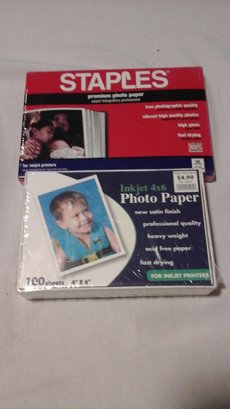 STAPLES
premium photo paper
papier fotográfico profesional
true photographic quality
vibrant high quality photos
high gloss
fast drying
for inkjet printers
$4.99
Inkjet 4x6
Photo Paper
new satin finish
professional quality
heavy weight
acid free paper
fast drying
100 sheets 4" X 6"
FOR INKJET PRINTERS